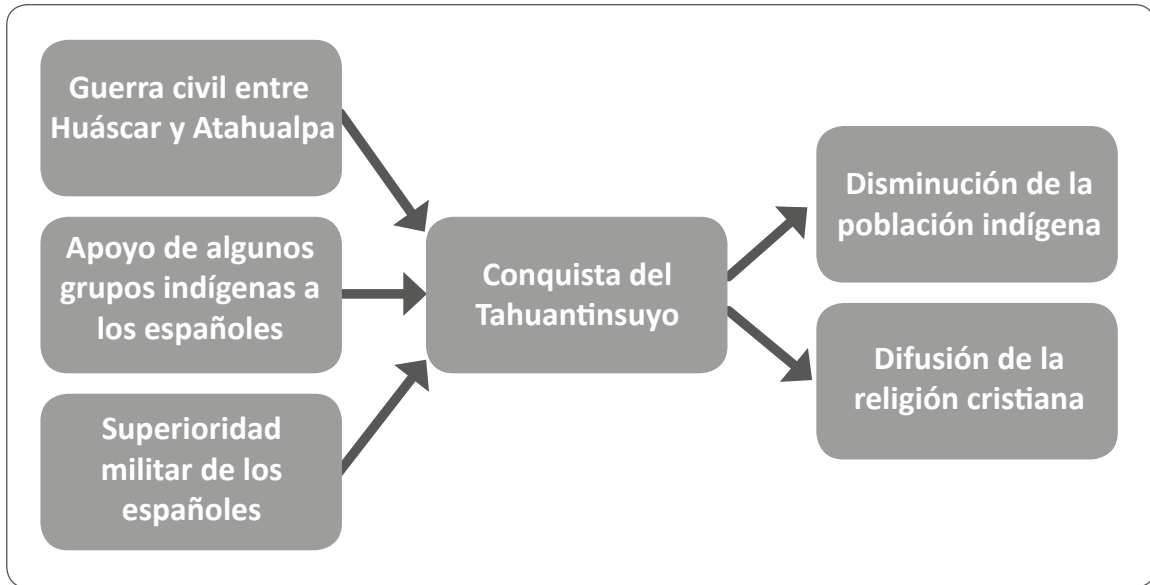 Guerra civil entre
Huáscar y Atahualpa
Apoyo de algunos
grupos indígenas a
los españoles
Superioridad
militar de los
españoles
Conquista del
Tahuantinsuyo
Disminución de la
población indígena
Difusión de la
religión cristiana